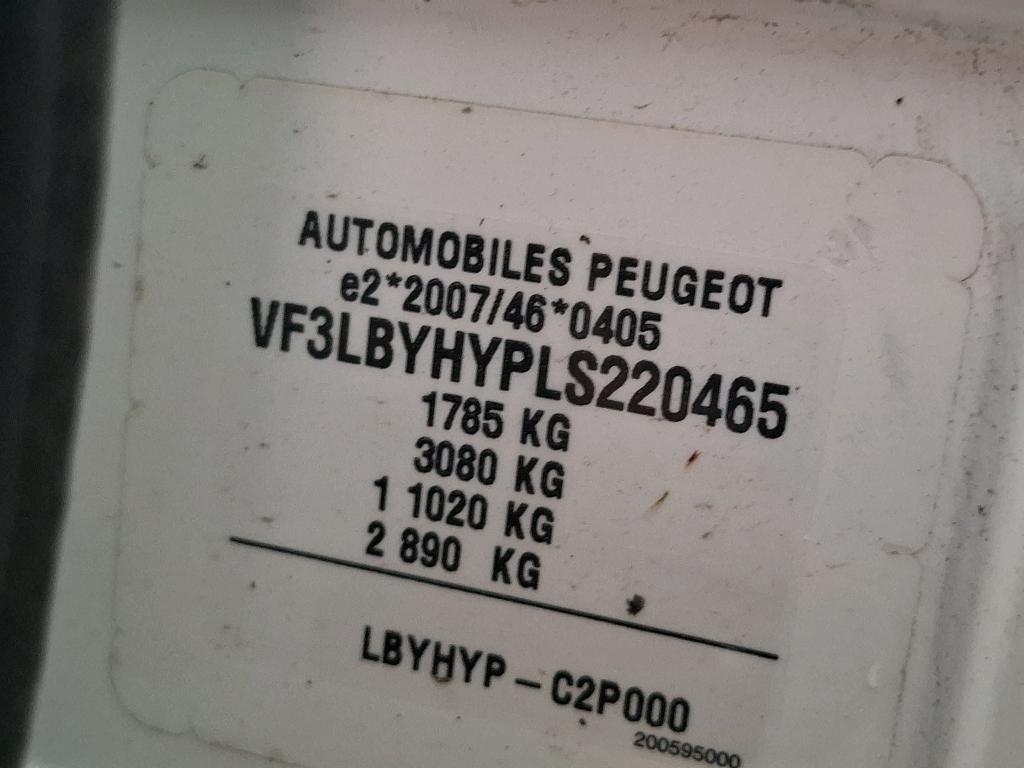 AUTOMOBILES PEUGEOT
e2*2007/46*0405
VF3LBYHYPLS220465
1785 KG
3080 KG
1 1020 KG
2 890 KG
LBYHYP – C2P000
200595000